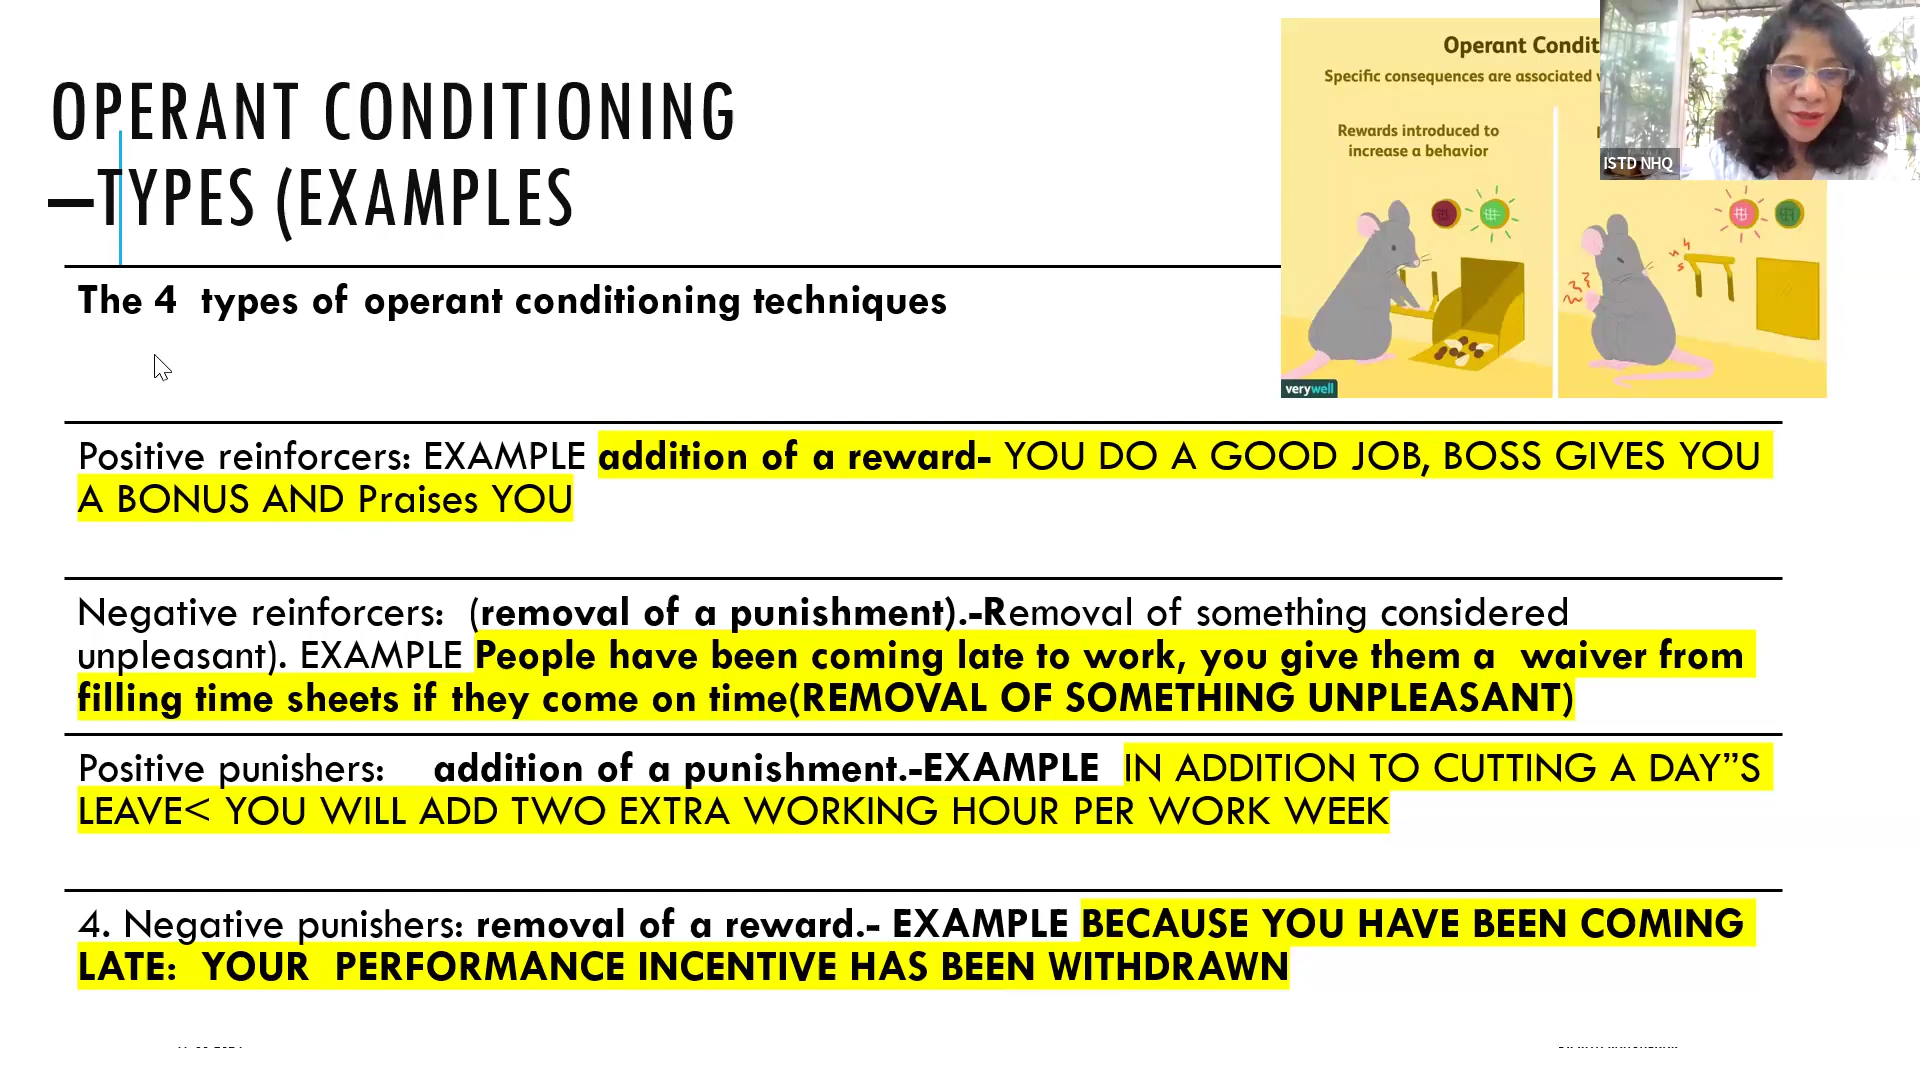 OPERANT CONDITIONING
–TYPES (EXAMPLES
Operant Condit
Specific consequences are associated
Rewards introduced to
increase a behavior
verywell
ISTD NHQ
The 4 types of operant conditioning techniques
Positive reinforcers: EXAMPLE addition of a reward- YOU DO A GOOD JOB, BOSS GIVES YOU
A BONUS AND Praises YOU
Negative reinforcers: (removal of a punishment).-Removal of something considered
unpleasant). EXAMPLE People have been coming late to work, you give them a waiver from
filling time sheets if they come on time(REMOVAL OF SOMETHING UNPLEASANT)
Positive punishers: addition of a punishment.-EXAMPLE IN ADDITION TO CUTTING A DAY”S
LEAVE< YOU WILL ADD TWO EXTRA WORKING HOUR PER WORK WEEK
4. Negative punishers: removal of a reward.- EXAMPLE BECAUSE YOU HAVE BEEN COMING
LATE: YOUR PERFORMANCE INCENTIVE HAS BEEN WITHDRAWN